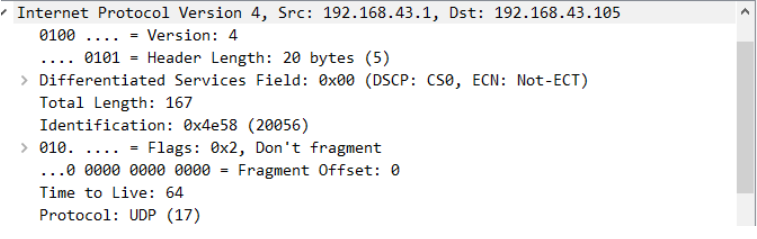 Internet Protocol Version 4, Src: 192.168.43.1, Dst: 192.168.43.105
0100 .... = Version: 4
.... 0101 = Header Length: 20 bytes (5)
Differentiated Services Field: 0x00 (DSCP: CS0, ECN: Not-ECT)
Total Length: 167
Identification: 0x4e58 (20056)
010. .... = Flags: 0x2, Don't fragment
...0 0000 0000 0000 = Fragment Offset: 0
Time to Live: 64
Protocol: UDP (17)